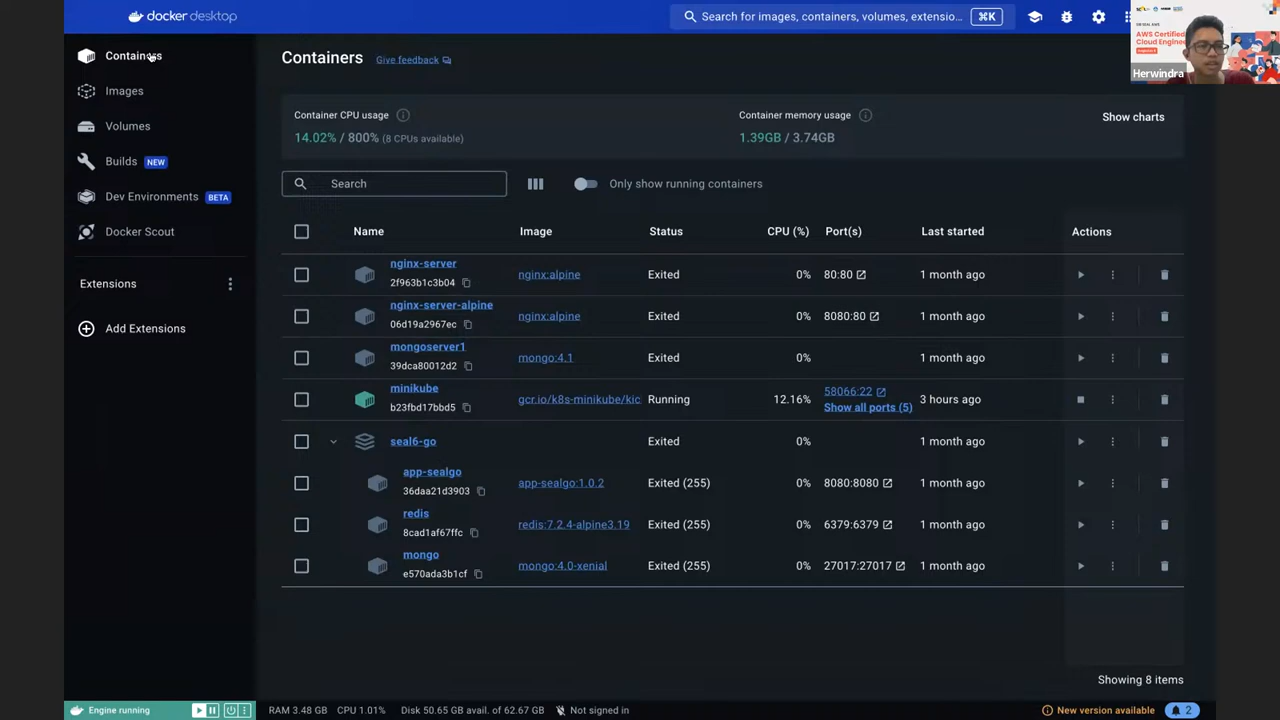 docker desktop
Search for images, containers, volumes, extensio...
⌘K
AWS Certified
Cloud Engine
Herwindra
Containers
Images
Volumes
Builds NEW
Dev Environments BETA
Docker Scout
Extensions
Add Extensions
Containers
Give feedback
Container CPU usage
14.02% / 800% (8 CPUs available)
Container memory usage
1.39GB / 3.74GB
Show charts
Search
Only show running containers
Name Image Status CPU (%) Port(s) Last started Actions
nginx-server
2f963b1c3b04
nginx:alpine Exited 0% 80:80 1 month ago
nginx-server-alpine
06d19a2967ec
nginx:alpine Exited 0% 8080:80 1 month ago
mongoserver1
39dca80012d2
mongo:4.1 Exited 0% 1 month ago
minikube
b23fbd17bbd5
gcr.io/k8s-minikube/kic Running 12.16% 58066:22 3 hours ago
Show all ports (5)
seal6-go Exited 0% 1 month ago
app-sealgo
36daa21d3903
app-sealgo:1.0.2 Exited (255) 0% 8080:8080 1 month ago
redis
8cad1af67ffc
redis:7.2.4-alpine3.19 Exited (255) 0% 6379:6379 1 month ago
mongo
e570ada3b1cf
mongo:4.0-xenial Exited (255) 0% 27017:27017 1 month ago
Showing 8 items
Engine running
RAM 3.48 GB CPU 1.01% Disk 50.65 GB avail. of 62.67 GB Not signed in
New version available 2